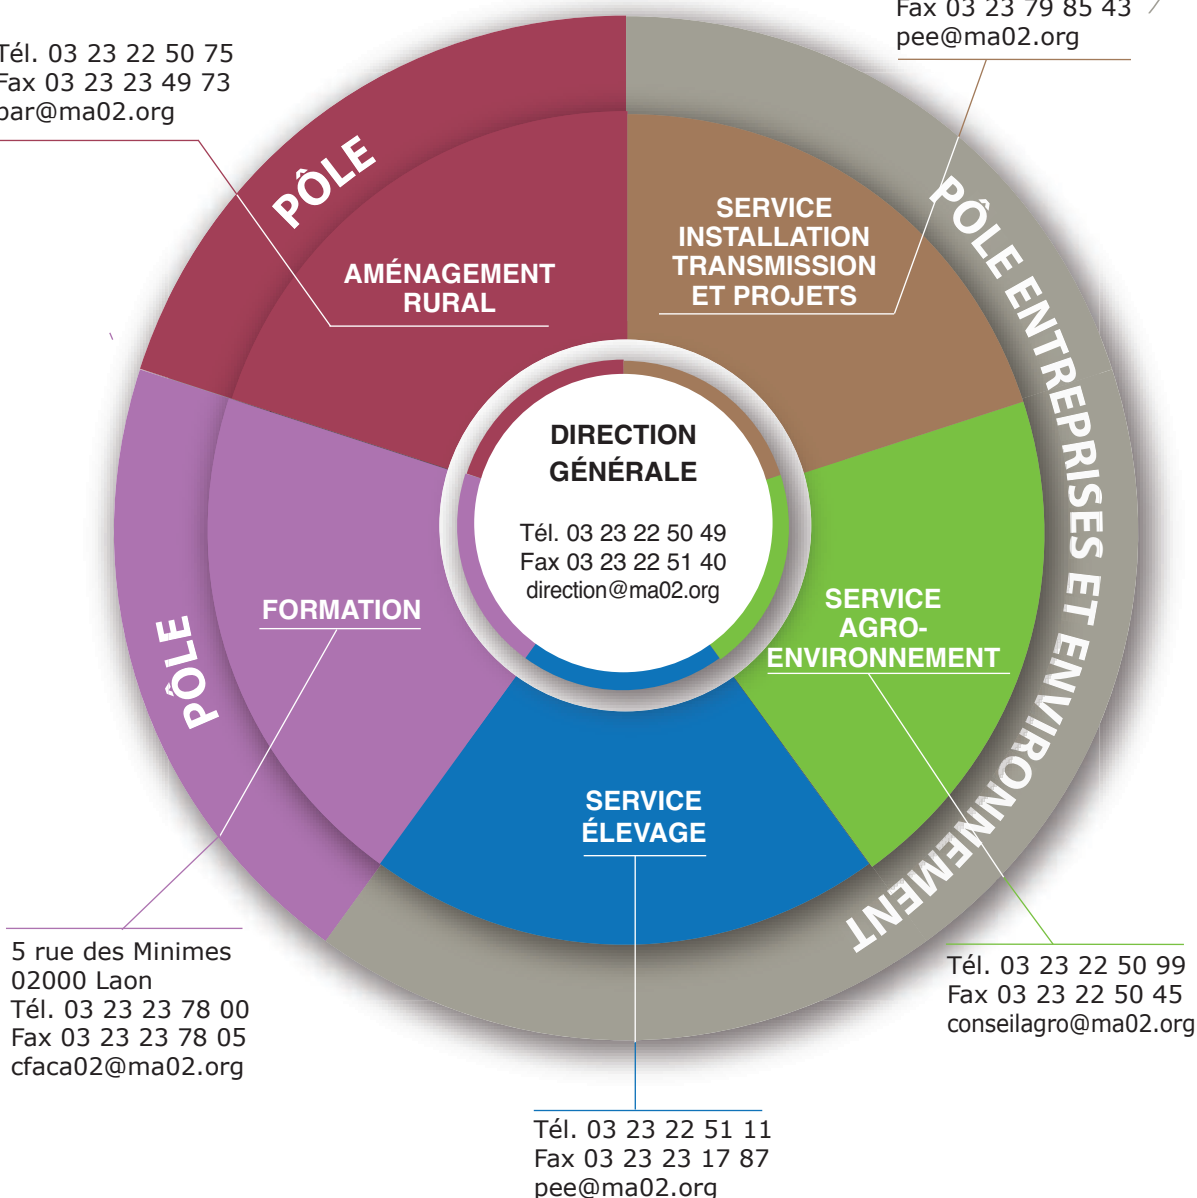 Fax 03 23 79 85 43
pee@ma02.org
Tél. 03 23 22 50 75
Fax 03 23 23 49 73
par@ma02.org
PÔLE
AMÉNAGEMENT
RURAL
SERVICE
INSTALLATION
TRANSMISSION
ET PROJETS
PÔLE ENTREPRISES ET ENVIRONNEMENT
DIRECTION
GÉNÉRALE
Tél. 03 23 22 50 49
Fax 03 23 22 51 40
direction@ma02.org
PÔLE
FORMATION
SERVICE
AGRO-
ENVIRONNEMENT
SERVICE
ÉLEVAGE
5 rue des Minimes
02000 Laon
Tél. 03 23 23 78 00
Fax 03 23 23 78 05
cfaca02@ma02.org
Tél. 03 23 22 50 99
Fax 03 23 22 50 45
conseilagro@ma02.org
Tél. 03 23 22 51 11
Fax 03 23 23 17 87
pee@ma02.org